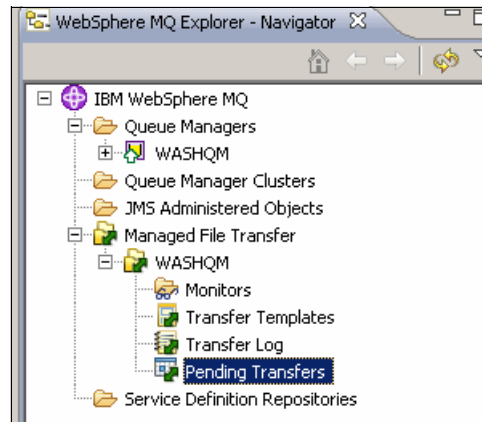 WebSphere MQ Explorer - Navigator
IBM WebSphere MQ
Queue Managers
WASHQM
Queue Manager Clusters
JMS Administered Objects
Managed File Transfer
WASHQM
Monitors
Transfer Templates
Transfer Log
Pending Transfers
Service Definition Repositories